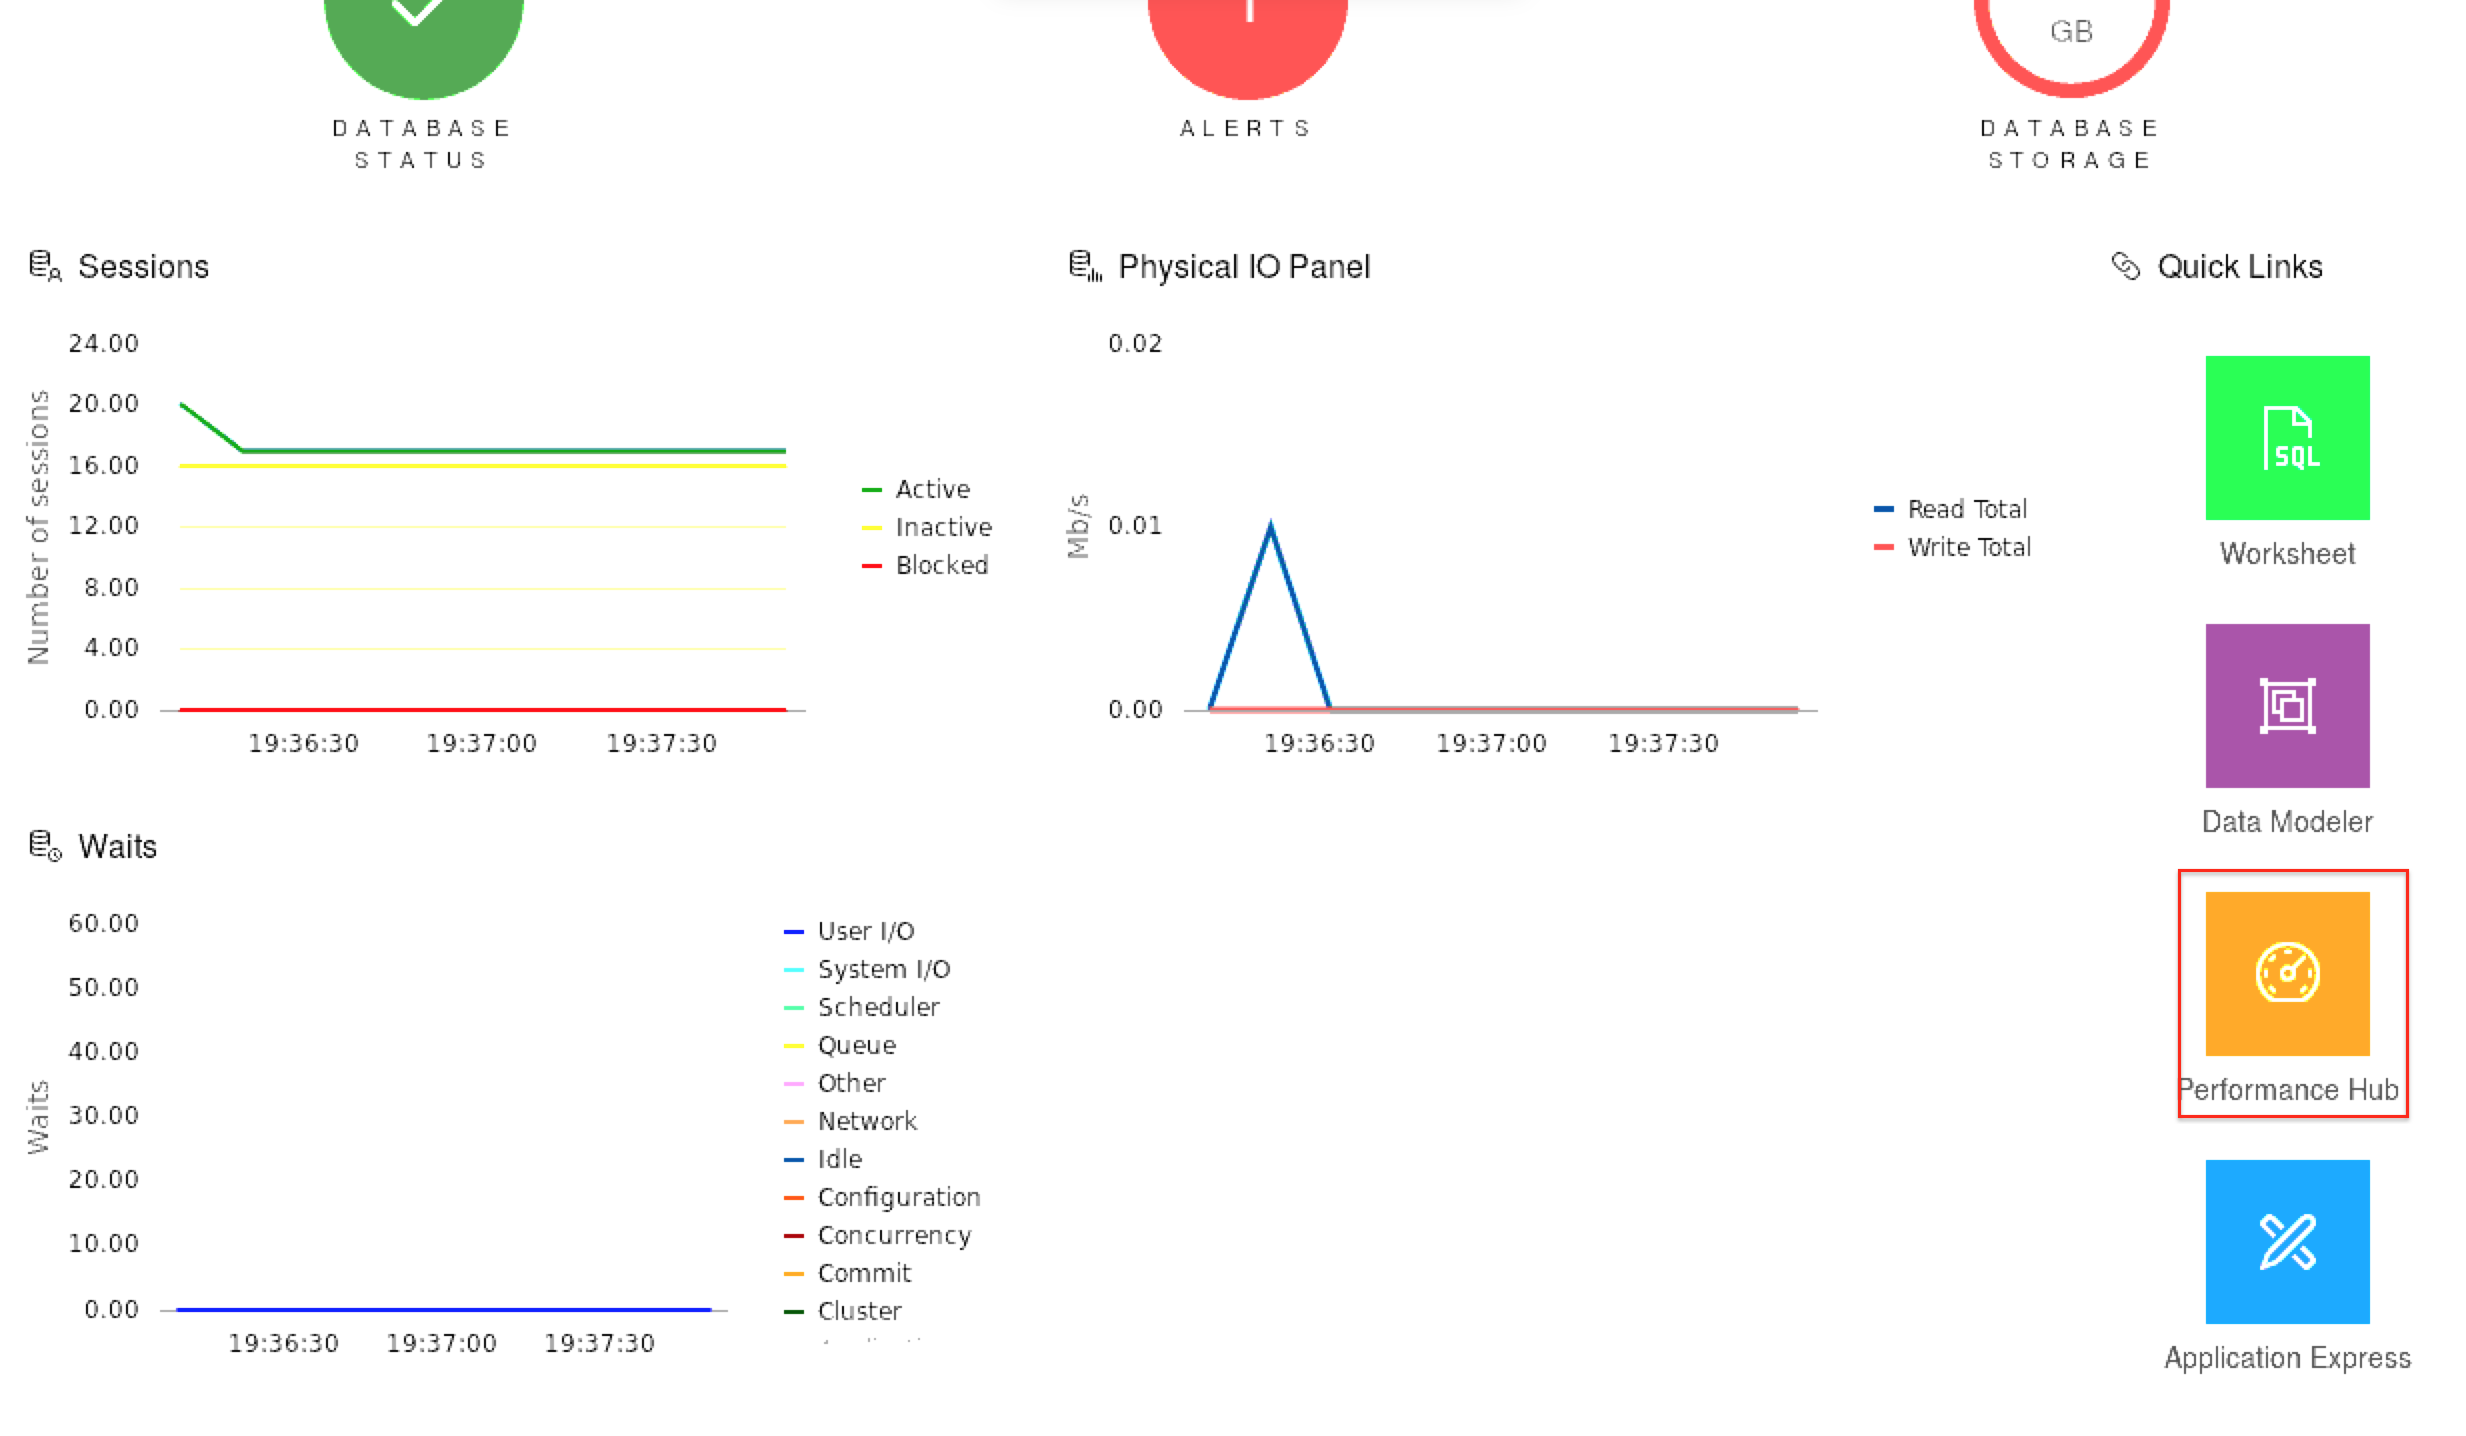 GB
DATABASE
STATUS
ALERTS
DATABASE
STORAGE
Sessions
24.00
20.00
16.00
12.00
8.00
4.00
0.00
Number of sessions
19:36:30 19:37:00 19:37:30
Active
Inactive
Blocked
Physical IO Panel
0.02
0.01
0.00
Mb/s
19:36:30 19:37:00 19:37:30
Read Total
Write Total
Quick Links
SQL
Worksheet
Data Modeler
Performance Hub
Application Express
Waits
60.00
50.00
40.00
30.00
20.00
10.00
0.00
Waits
19:36:30 19:37:00 19:37:30
User I/O
System I/O
Scheduler
Queue
Other
Network
Idle
Configuration
Concurrency
Commit
Cluster